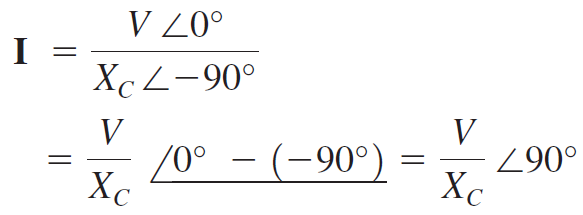 I = V ∠0° / X_C ∠−90°
= V / X_C ∠0° − (−90°) = V / X_C ∠90°